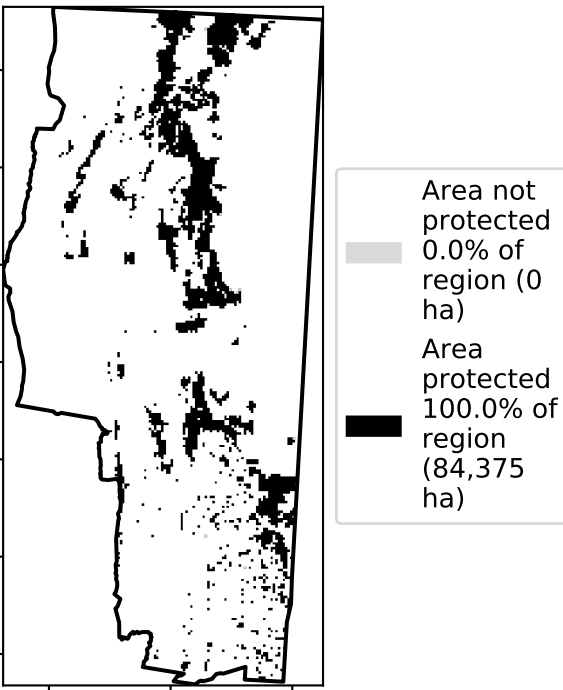 Area not
protected
0.0% of
region (0
ha)
Area
protected
100.0% of
region
(84,375
ha)